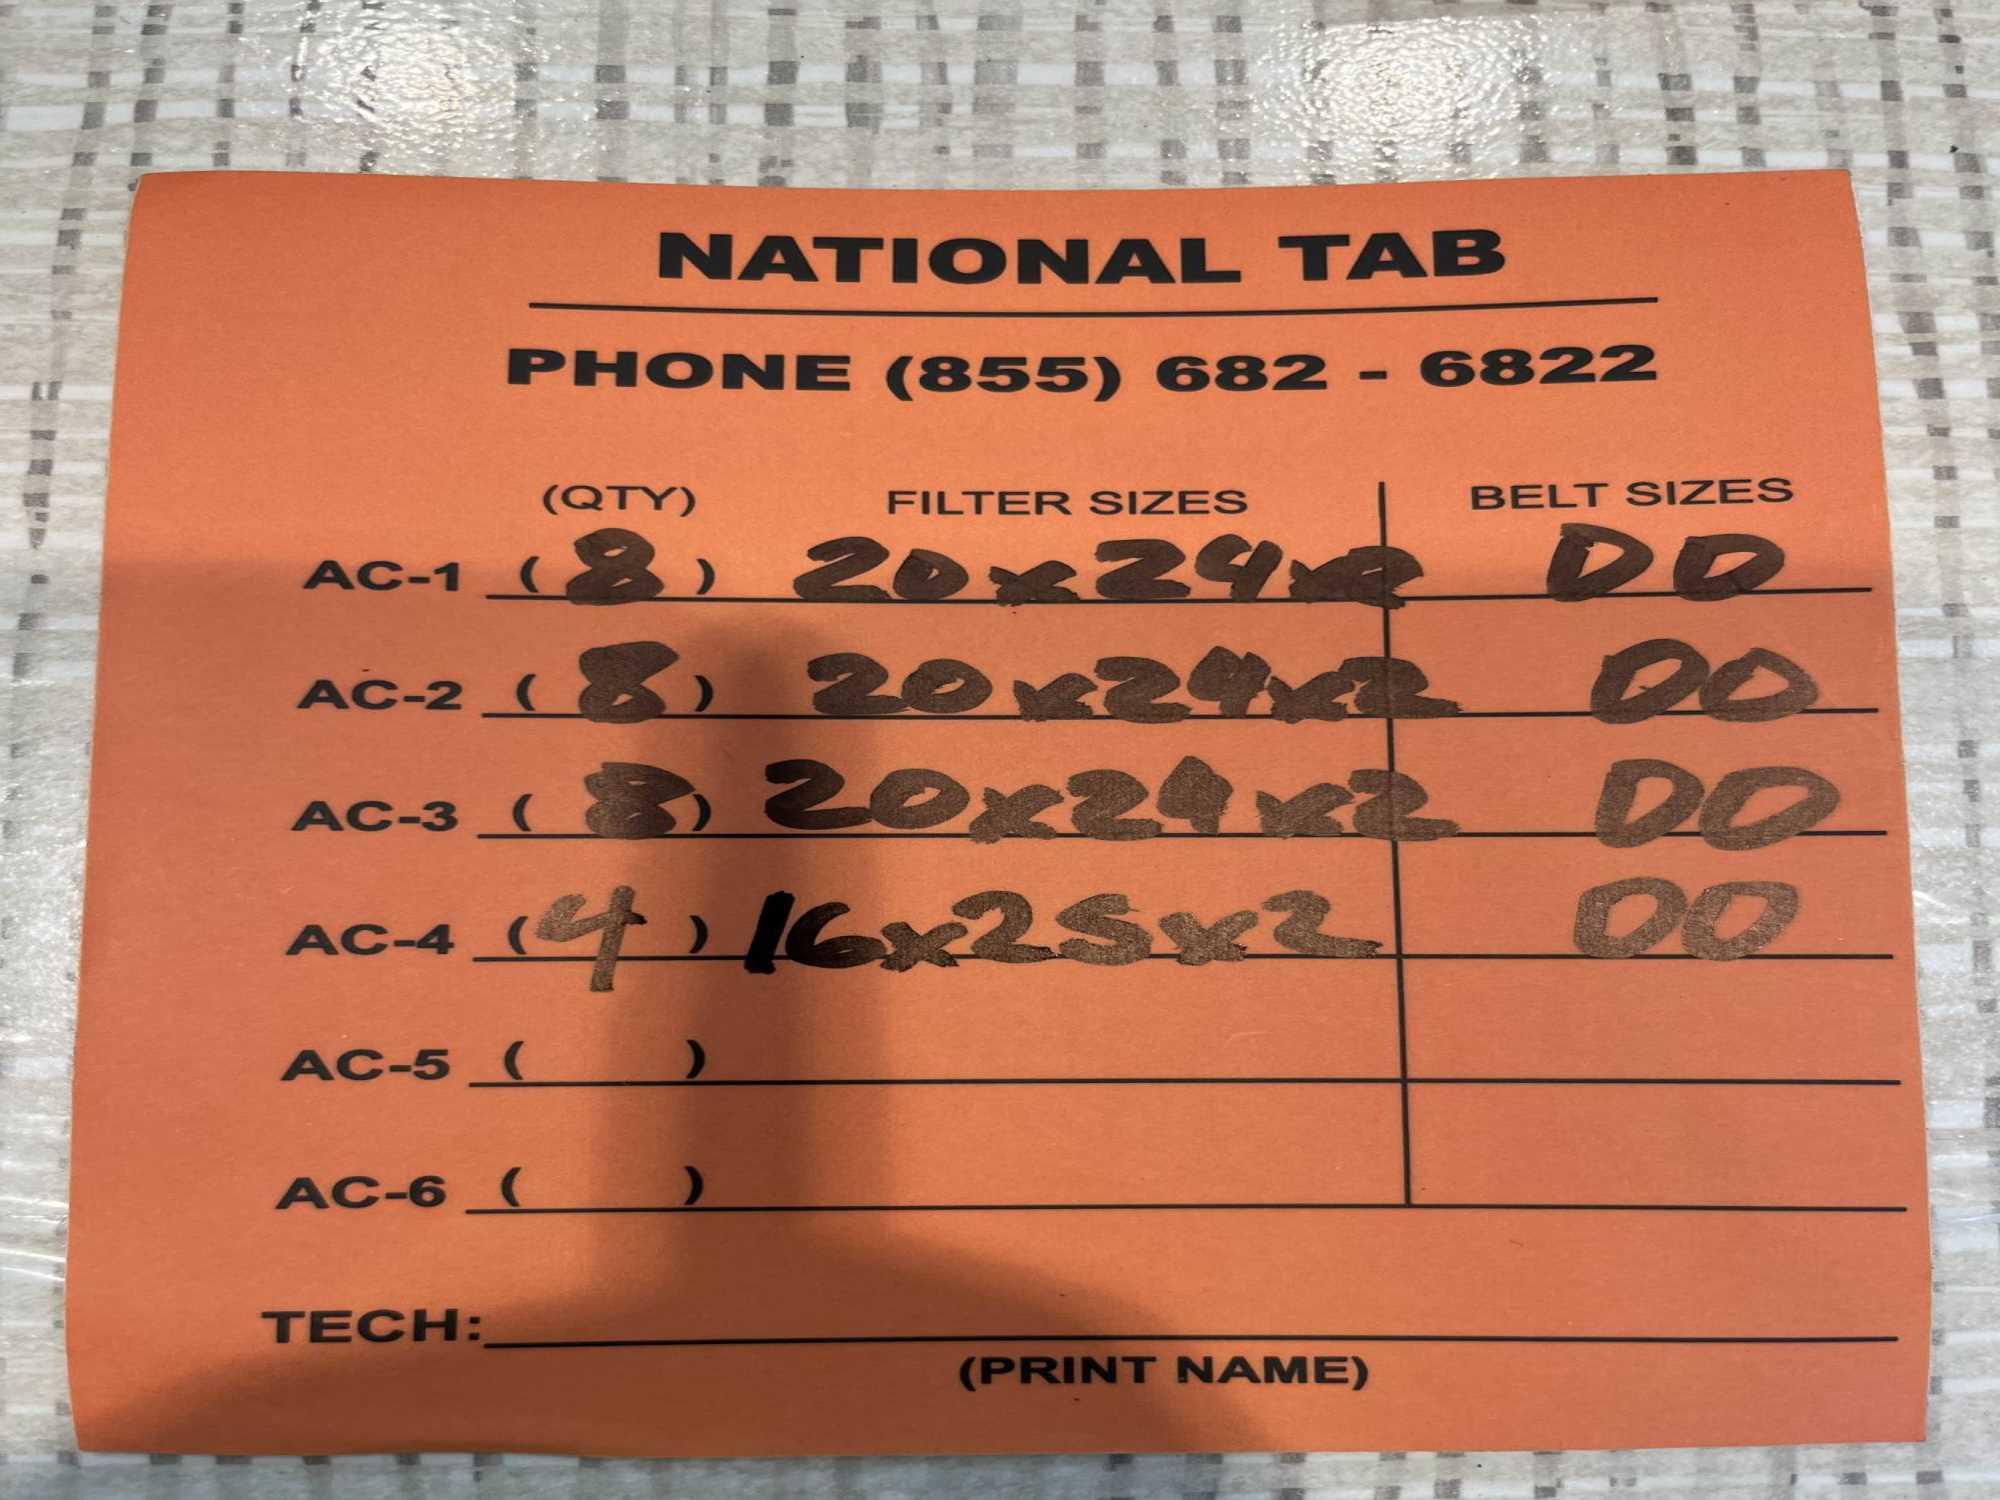 NATIONAL TAB
PHONE (855) 682 - 6822
(QTY) FILTER SIZES BELT SIZES
AC-1 (8) 20x24x2 DD
AC-2 (8) 20x24x2 DD
AC-3 (8) 20x24x2 DD
AC-4 (4) 16x25x2 DD
AC-5 ( )
AC-6 ( )
TECH:
(PRINT NAME)